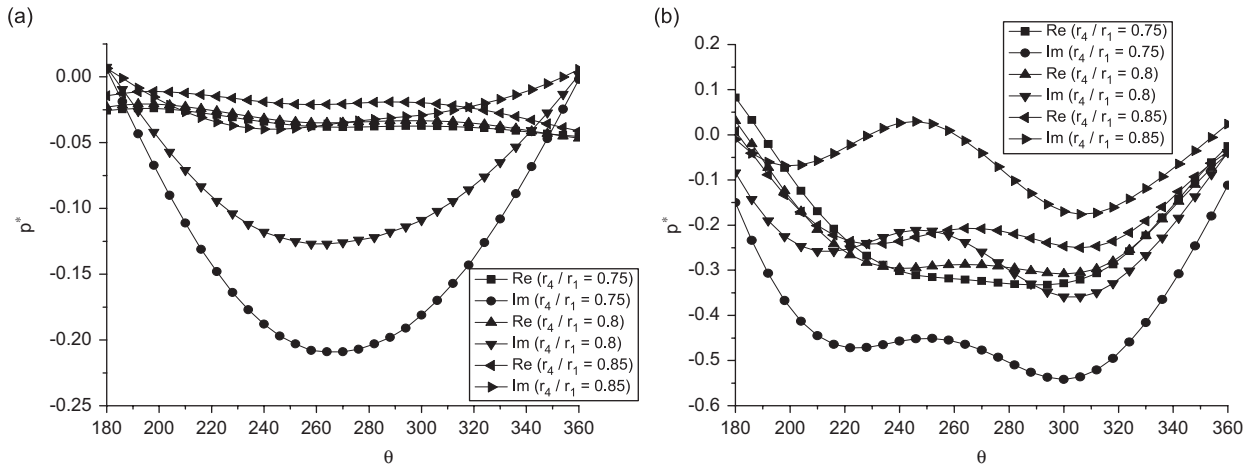 (a)
0.00
-0.05
-0.10
-0.15
-0.20
-0.25
p*
180 200 220 240 260 280 300 320 340 360
θ
Re (r4 / r1 = 0.75)
Im (r4 / r1 = 0.75)
Re (r4 / r1 = 0.8)
Im (r4 / r1 = 0.8)
Re (r4 / r1 = 0.85)
Im (r4 / r1 = 0.85)
(b)
0.2
0.1
0.0
-0.1
-0.2
-0.3
-0.4
-0.5
-0.6
p*
180 200 220 240 260 280 300 320 340 360
θ
Re (r4 / r1 = 0.75)
Im (r4 / r1 = 0.75)
Re (r4 / r1 = 0.8)
Im (r4 / r1 = 0.8)
Re (r4 / r1 = 0.85)
Im (r4 / r1 = 0.85)